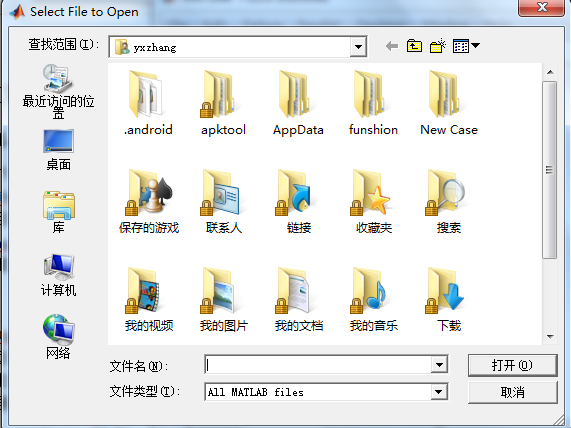 Select File to Open
查找范围(I):
yxzhang
最近访问的位
置
桌面
库
计算机
网络
.android
apktool
AppData
funshion
New Case
保存的游戏
联系人
链接
收藏夹
搜索
我的视频
我的图片
我的文档
我的音乐
下载
文件名(N):
打开(O)
文件类型(T):
All MATLAB files
取消